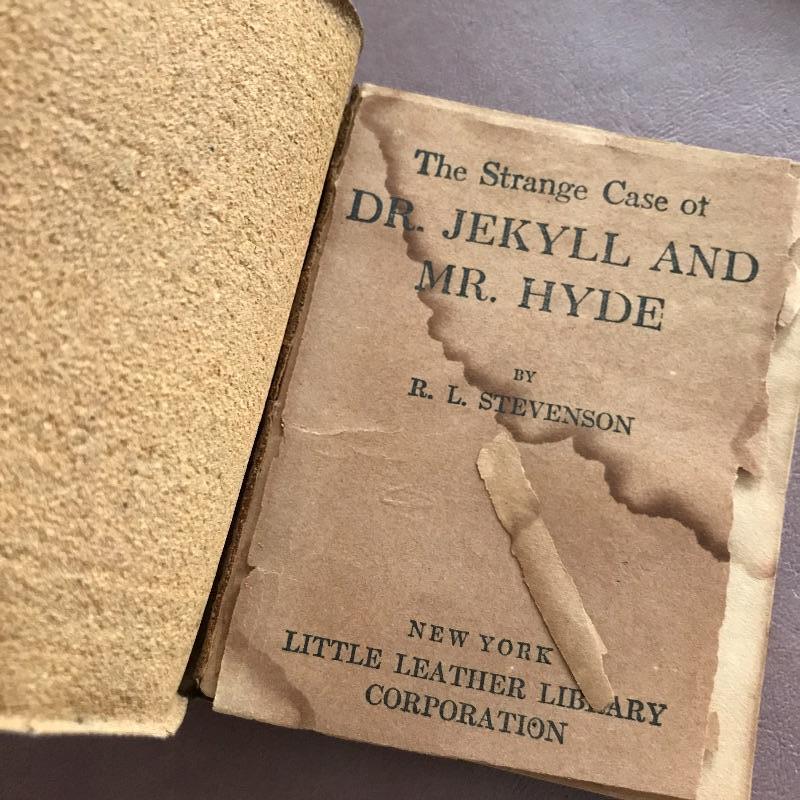 The Strange Case of
DR. JEKYLL AND
MR. HYDE
BY
R. L. STEVENSON
NEW YORK
LITTLE LEATHER LIBRARY
CORPORATION